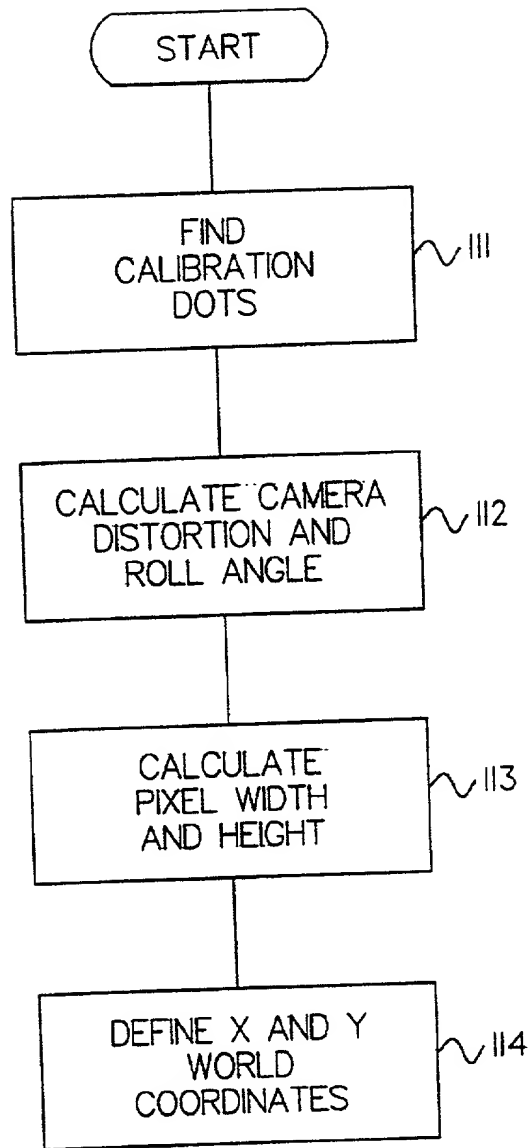 START
FIND
CALIBRATION
DOTS
111
CALCULATE CAMERA
DISTORTION AND
ROLL ANGLE
112
CALCULATE
PIXEL WIDTH
AND HEIGHT
113
DEFINE X AND Y
WORLD
COORDINATES
114